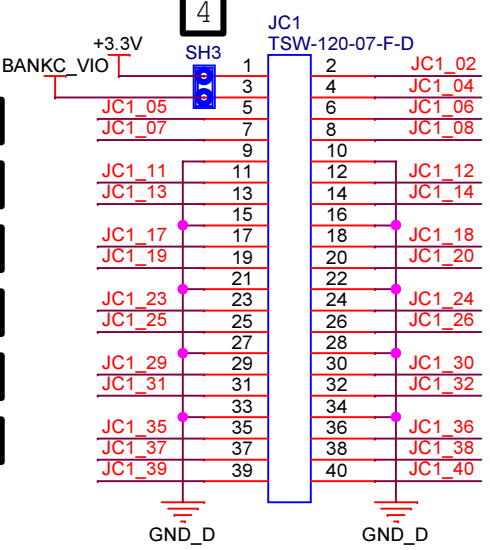 4
JC1
TSW-120-07-F-D
+3.3V
SH3
BANKC_VIO
1 2 JC1_02
3 4 JC1_04
JC1_05 5 6 JC1_06
JC1_07 7 8 JC1_08
9 10
JC1_11 11 12 JC1_12
JC1_13 13 14 JC1_14
15 16
JC1_17 17 18 JC1_18
JC1_19 19 20 JC1_20
21 22
JC1_23 23 24 JC1_24
JC1_25 25 26 JC1_26
27 28
JC1_29 29 30 JC1_30
JC1_31 31 32 JC1_32
33 34
JC1_35 35 36 JC1_36
JC1_37 37 38 JC1_38
JC1_39 39 40 JC1_40
GND_D GND_D